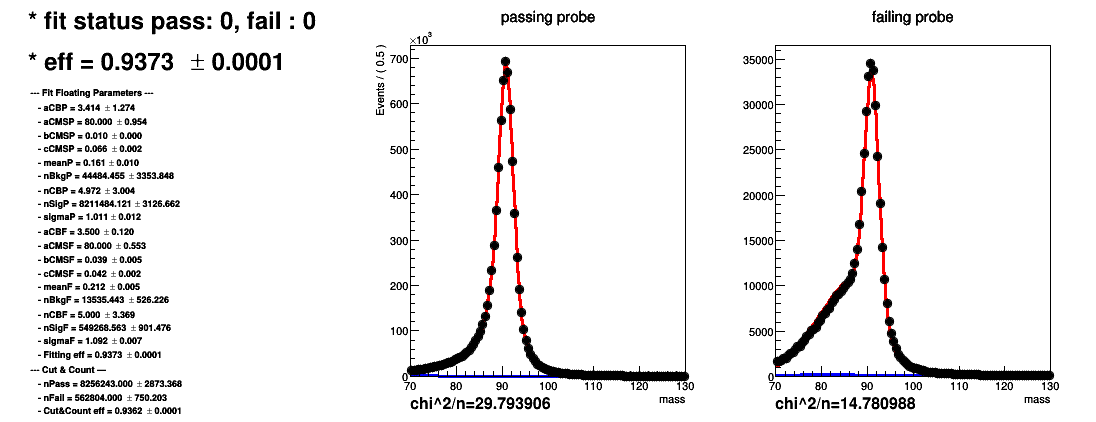 * fit status pass: 0, fail : 0
* eff = 0.9373 ± 0.0001
--- Fit Floating Parameters ---
- aCBP = 3.414 ± 1.274
- aCMSP = 80.000 ± 0.954
- bCMSP = 0.010 ± 0.000
- cCMSP = 0.066 ± 0.002
- meanP = 0.161 ± 0.010
- nBkgP = 44484.455 ± 3353.848
- nCBP = 4.972 ± 3.004
- nSigP = 8211484.121 ± 3126.662
- sigmaP = 1.011 ± 0.012
- aCBF = 3.500 ± 0.120
- aCMSF = 80.000 ± 0.553
- bCMSF = 0.039 ± 0.005
- cCMSF = 0.042 ± 0.002
- meanF = 0.212 ± 0.005
- nBkgF = 13535.443 ± 526.226
- nCBF = 5.000 ± 3.369
- nSigF = 549268.563 ± 901.476
- sigmaF = 1.092 ± 0.007
- Fitting eff = 0.9373 ± 0.0001
--- Cut & Count ---
- nPass = 8256243.000 ± 2873.368
- nFail = 562804.000 ± 750.203
- Cut&Count eff = 0.9362 ± 0.0001
passing probe
×10³
Events / ( 0.5 )
700
600
500
400
300
200
100
0
70 80 90 100 110 120 130
mass
chi^2/n=29.793906
failing probe
35000
30000
25000
20000
15000
10000
5000
0
70 80 90 100 110 120 130
mass
chi^2/n=14.780988